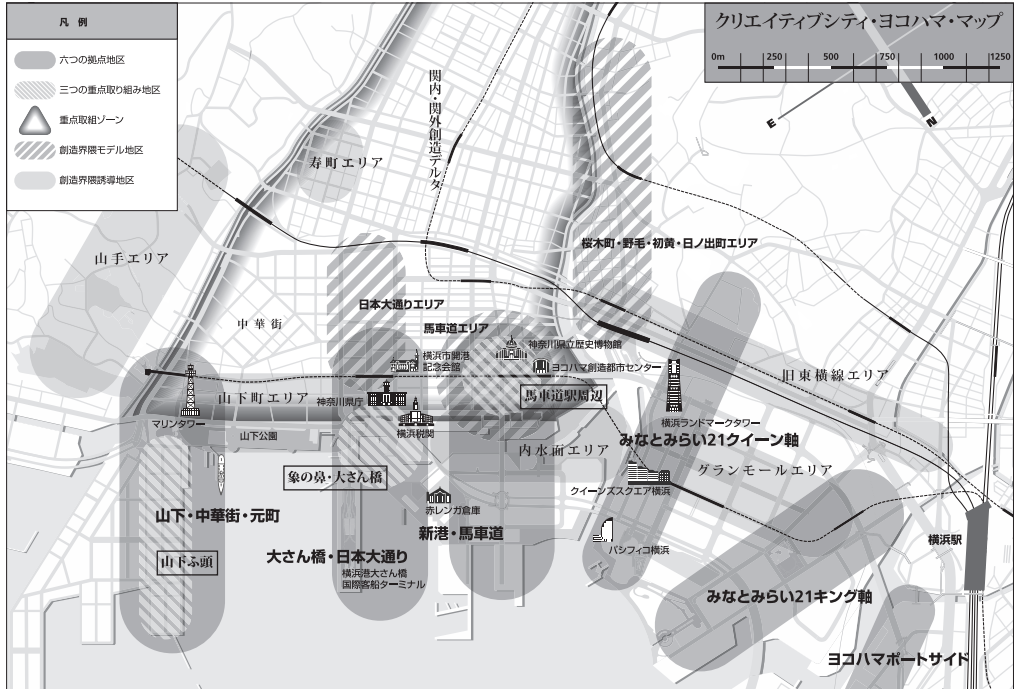 凡 例
六つの拠点地区
三つの重点取り組み地区
重点取組ゾーン
創造界隈モデル地区
創造界隈誘導地区
クリエイティブシティ・ヨコハマ・マップ
0m 250 500 750 1000 1250
E
N
関内・関外創造デルタ
寿町エリア
山手エリア
桜木町・野毛・初黄・日ノ出町エリア
日本大通りエリア
中華街
馬車道エリア
神奈川県立歴史博物館
横浜市開港
記念会館
ヨコハマ創造都市センター
旧東横線エリア
馬車道駅周辺
神奈川県庁
山下町エリア
マリンタワー
横浜税関
横浜ランドマークタワー
山下公園
内水面エリア
みなとみらい21クイーン軸
グランモールエリア
象の鼻・大さん橋
クイーンズスクエア横浜
赤レンガ倉庫
山下・中華街・元町
新港・馬車道
パシフィコ横浜
横浜駅
大さん橋・日本大通り
山下ふ頭
横浜港大さん橋
国際客船ターミナル
みなとみらい21キング軸
ヨコハマポートサイド